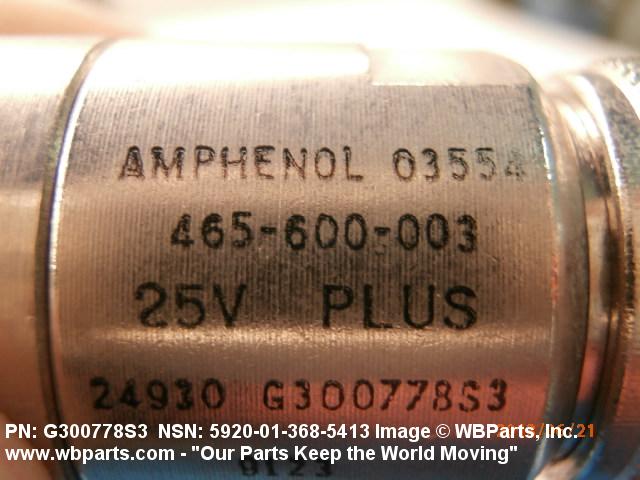 AMPHENOL 03554
465-600-003
25V PLUS
24930 G300778S3
PN: G300778S3 NSN: 5920-01-368-5413 Image © WBParts, Inc.
www.wbparts.com - "Our Parts Keep the World Moving"
9123